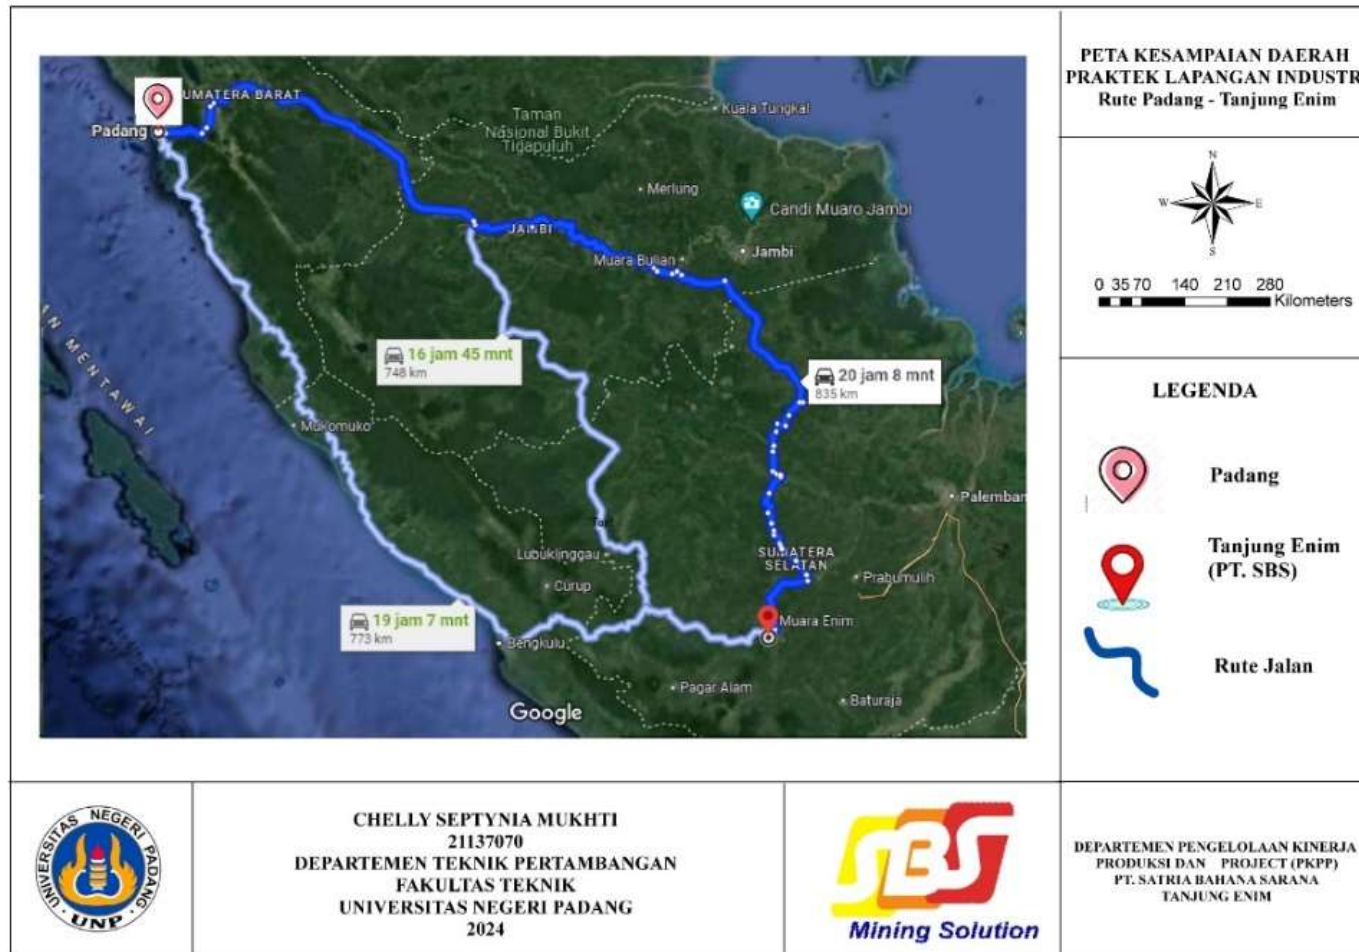 PETA KESAMPAIAN DAERAH
PRAKTEK LAPANGAN INDUSTR
Rute Padang - Tanjung Enim
N
W
E
S
0 35 70 140 210 280
Kilometers
LEGENDA
Padang
Tanjung Enim
(PT. SBS)
Rute Jalan
UMATERA BARAT
Padang
Taman
Nasional Bukit
Tigapuluh
Kuala Tungkal
Merlung
Candi Muaro Jambi
JAMBI
Muara Bulian
Jambi
16 jam 45 mnt
748 km
20 jam 8 mnt
835 km
AN MENTAWAI
Mukomuko
Palemban
Lubuklinggau
Curup
SUMATERA
SELATAN
Prabumulih
19 jam 7 mnt
773 km
Muara Enim
Bengkulu
Pagar Alam
Baturaja
Google
UNIVERSITAS NEGERI PADANG
UNP
CHELLY SEPTYNIA MUKHTI
21137070
DEPARTEMEN TEKNIK PERTAMBANGAN
FAKULTAS TEKNIK
UNIVERSITAS NEGERI PADANG
2024
SBS
Mining Solution
DEPARTEMEN PENGELOLAAN KINERJA
PRODUKSI DAN PROJECT (PKPP)
PT. SATRIA BAHANA SARANA
TANJUNG ENIM